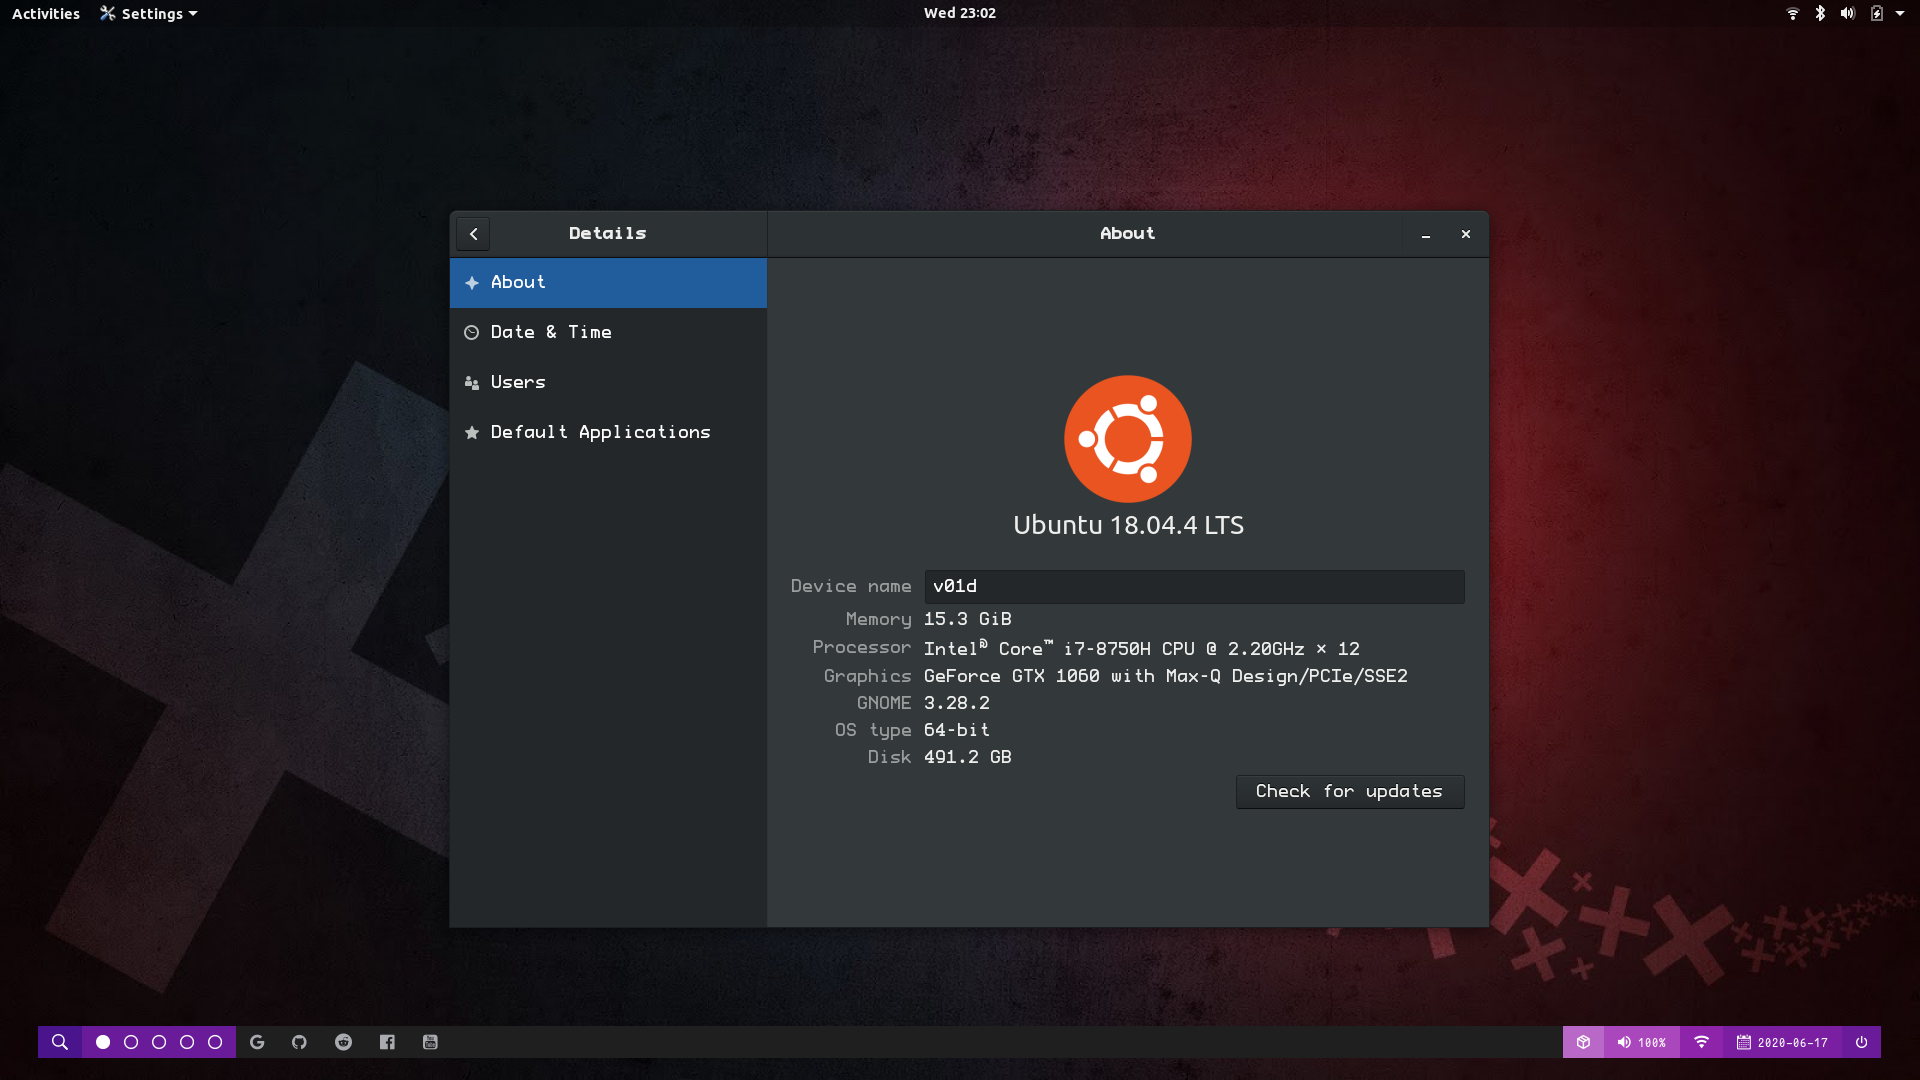 Activities Settings Wed 23:02
Details About
About
Date & Time
Users
Default Applications
Ubuntu 18.04.4 LTS
Device name v01d
Memory 15.3 GiB
Processor Intel® Core™ i7-8750H CPU @ 2.20GHz × 12
Graphics GeForce GTX 1060 with Max-Q Design/PCIe/SSE2
GNOME 3.28.2
OS type 64-bit
Disk 491.2 GB
Check for updates
100% 2020-06-17